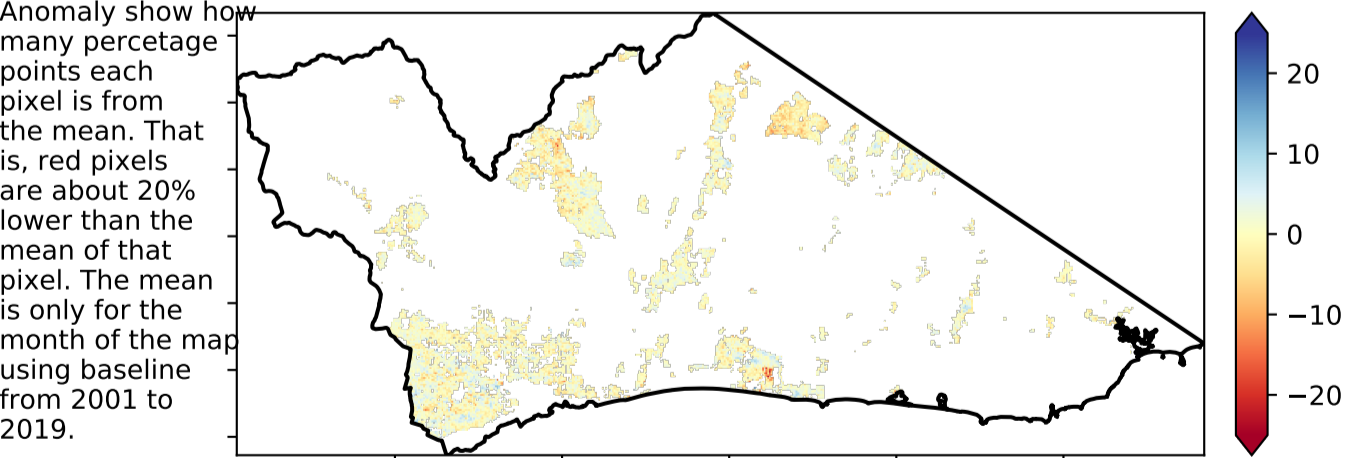 Anomaly show how
many percetage
points each
pixel is from
the mean. That
is, red pixels
are about 20%
lower than the
mean of that
pixel. The mean
is only for the
month of the map
using baseline
from 2001 to
2019.
20
10
0
−10
−20